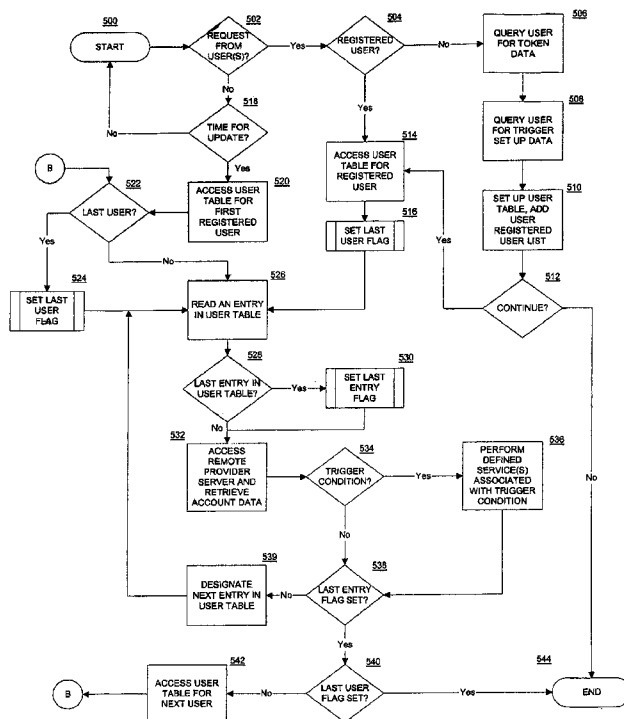 500
START
502
REQUEST
FROM
USER(S)?
Yes
504
REGISTERED
USER?
No
506
QUERY USER
FOR TOKEN
DATA
No
518
TIME FOR
UPDATE?
No
Yes
Yes
508
QUERY USER
FOR TRIGGER
SET UP DATA
514
ACCESS USER
TABLE FOR
REGISTERED
USER
B
522
LAST USER?
520
ACCESS USER
TABLE FOR
FIRST
REGISTERED
USER
510
SET UP USER
TABLE, ADD
USER
REGISTERED
USER LIST
516
SET LAST
USER FLAG
Yes
Yes
No
524
SET LAST
USER
FLAG
526
READ AN ENTRY
IN USER TABLE
512
CONTINUE?
528
LAST ENTRY IN
USER TABLE?
Yes
530
SET LAST
ENTRY
FLAG
No
532
ACCESS
REMOTE
PROVIDER
SERVER AND
RETRIEVE
ACCOUNT DATA
534
TRIGGER
CONDITION?
Yes
536
PERFORM
DEFINED
SERVICE(S)
ASSOCIATED
WITH TRIGGER
CONDITION
No
No
539
DESIGNATE
NEXT ENTRY IN
USER TABLE
No
538
LAST ENTRY
FLAG SET?
Yes
542
B
ACCESS USER
TABLE FOR
NEXT USER
No
540
LAST USER
FLAG SET?
Yes
544
END